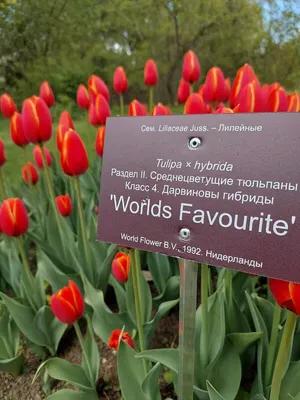 Сем. Liliaceae Juss. – Лилейные
Tulipa × hybrida
Раздел II. Среднецветущие тюльпаны
Класс 4. Дарвиновы гибриды
'Worlds Favourite'
World Flower B.V., 1992. Нидерланды